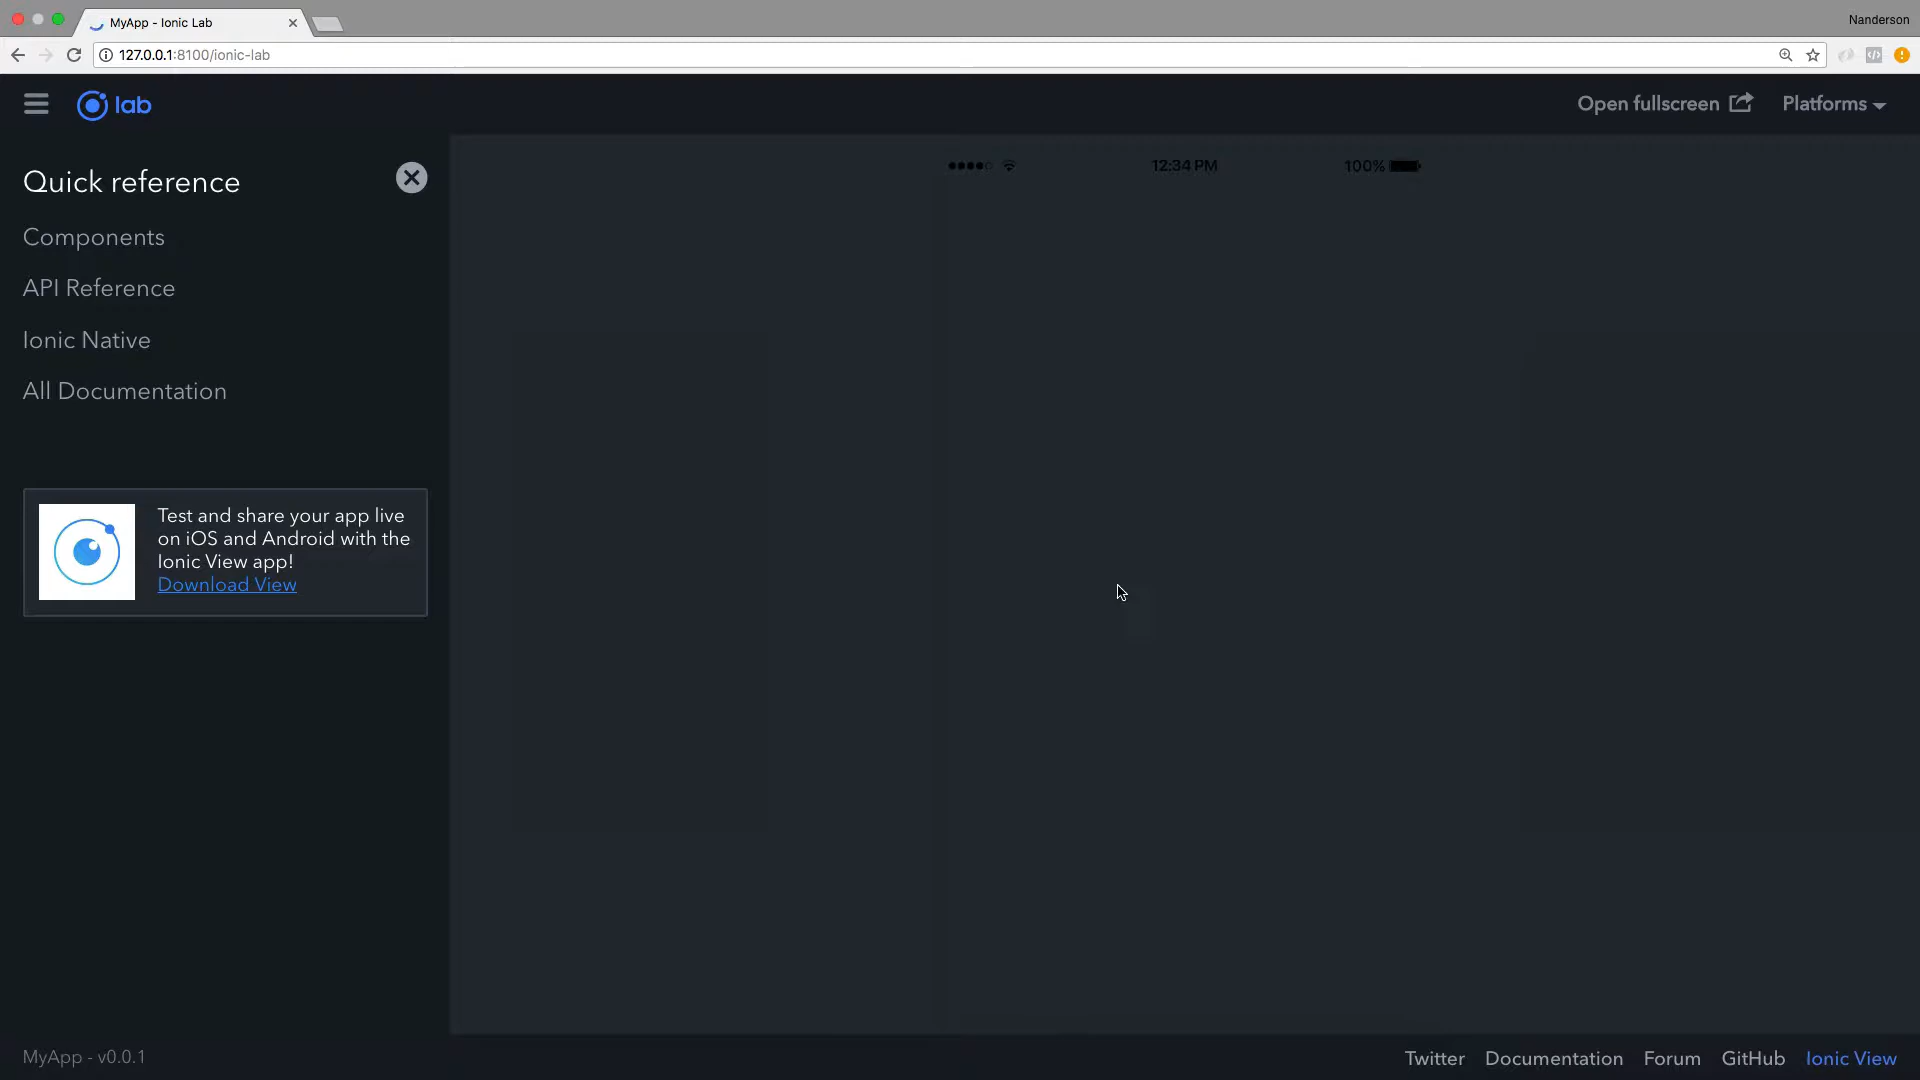 MyApp - Ionic Lab
Nanderson
127.0.0.1:8100/ionic-lab
lab
Open fullscreen
Platforms
Quick reference
Components
API Reference
Ionic Native
All Documentation
Test and share your app live
on iOS and Android with the
Ionic View app!
Download View
12:34 PM
100%
MyApp - v0.0.1
Twitter
Documentation
Forum
GitHub
Ionic View